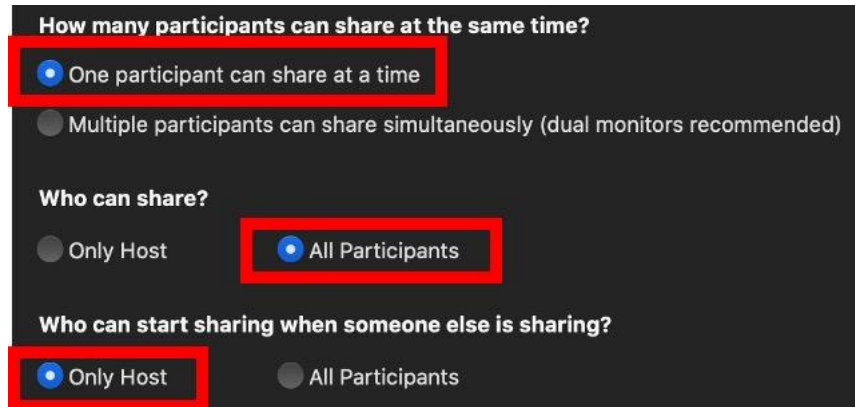 How many participants can share at the same time?
One participant can share at a time
Multiple participants can share simultaneously (dual monitors recommended)
Who can share?
Only Host All Participants
Who can start sharing when someone else is sharing?
Only Host All Participants